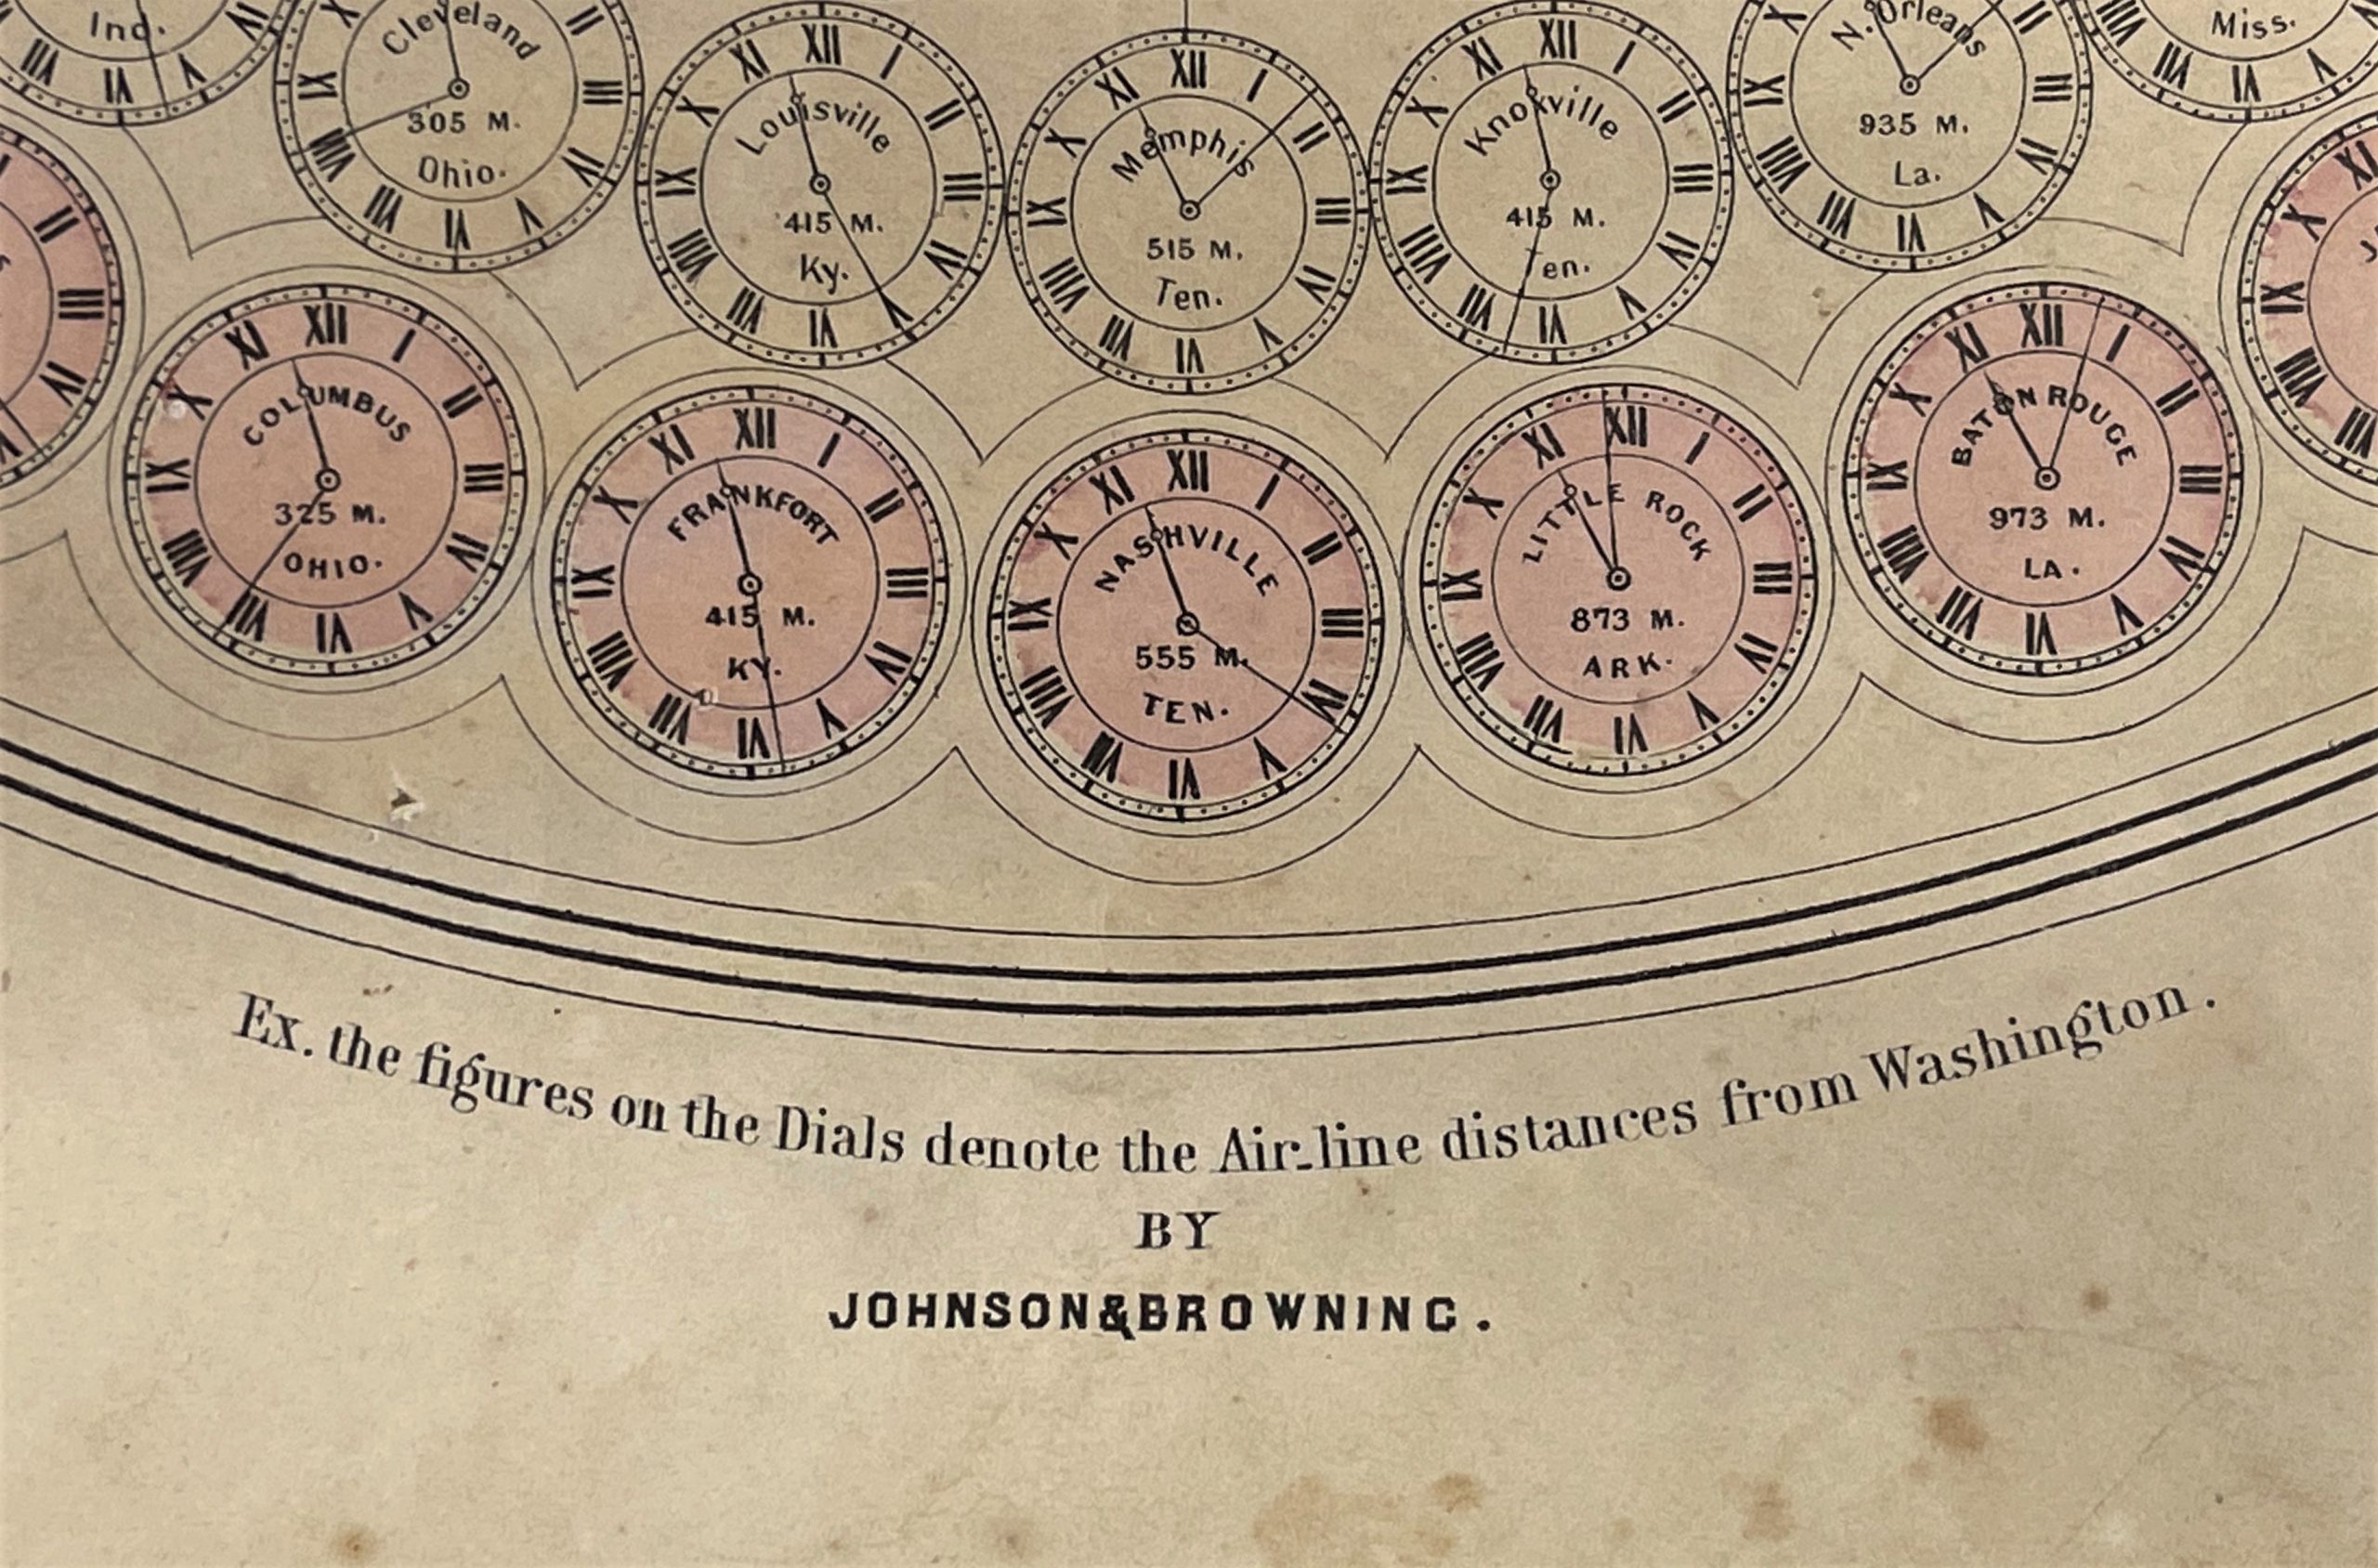 Ind.
Cleveland
305 M.
Ohio.
Louisville
415 M.
Ky.
Memphis
515 M.
Ten.
Knoxville
415 M.
Ten.
N. Orleans
935 M.
La.
Miss.
COLUMBUS
325 M.
OHIO.
FRANKFORT
415 M.
KY.
NASHVILLE
555 M.
TEN.
LITTLE ROCK
873 M.
ARK.
BATON ROUGE
973 M.
LA.
Ex. the figures on the Dials denote the Air-line distances from Washington.
BY
JOHNSON&BROWNING.